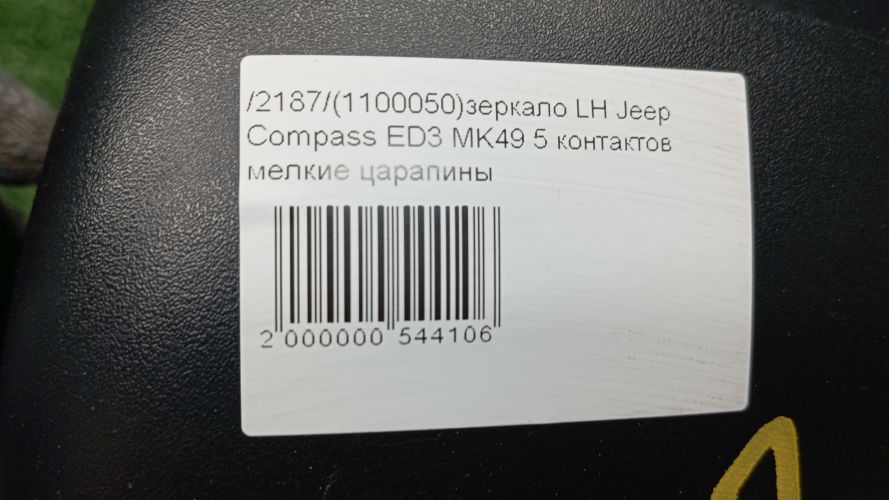 /2187/(1100050)зеркало LH Jeep
Compass ED3 MK49 5 контактов
мелкие царапины
2 000000 544106